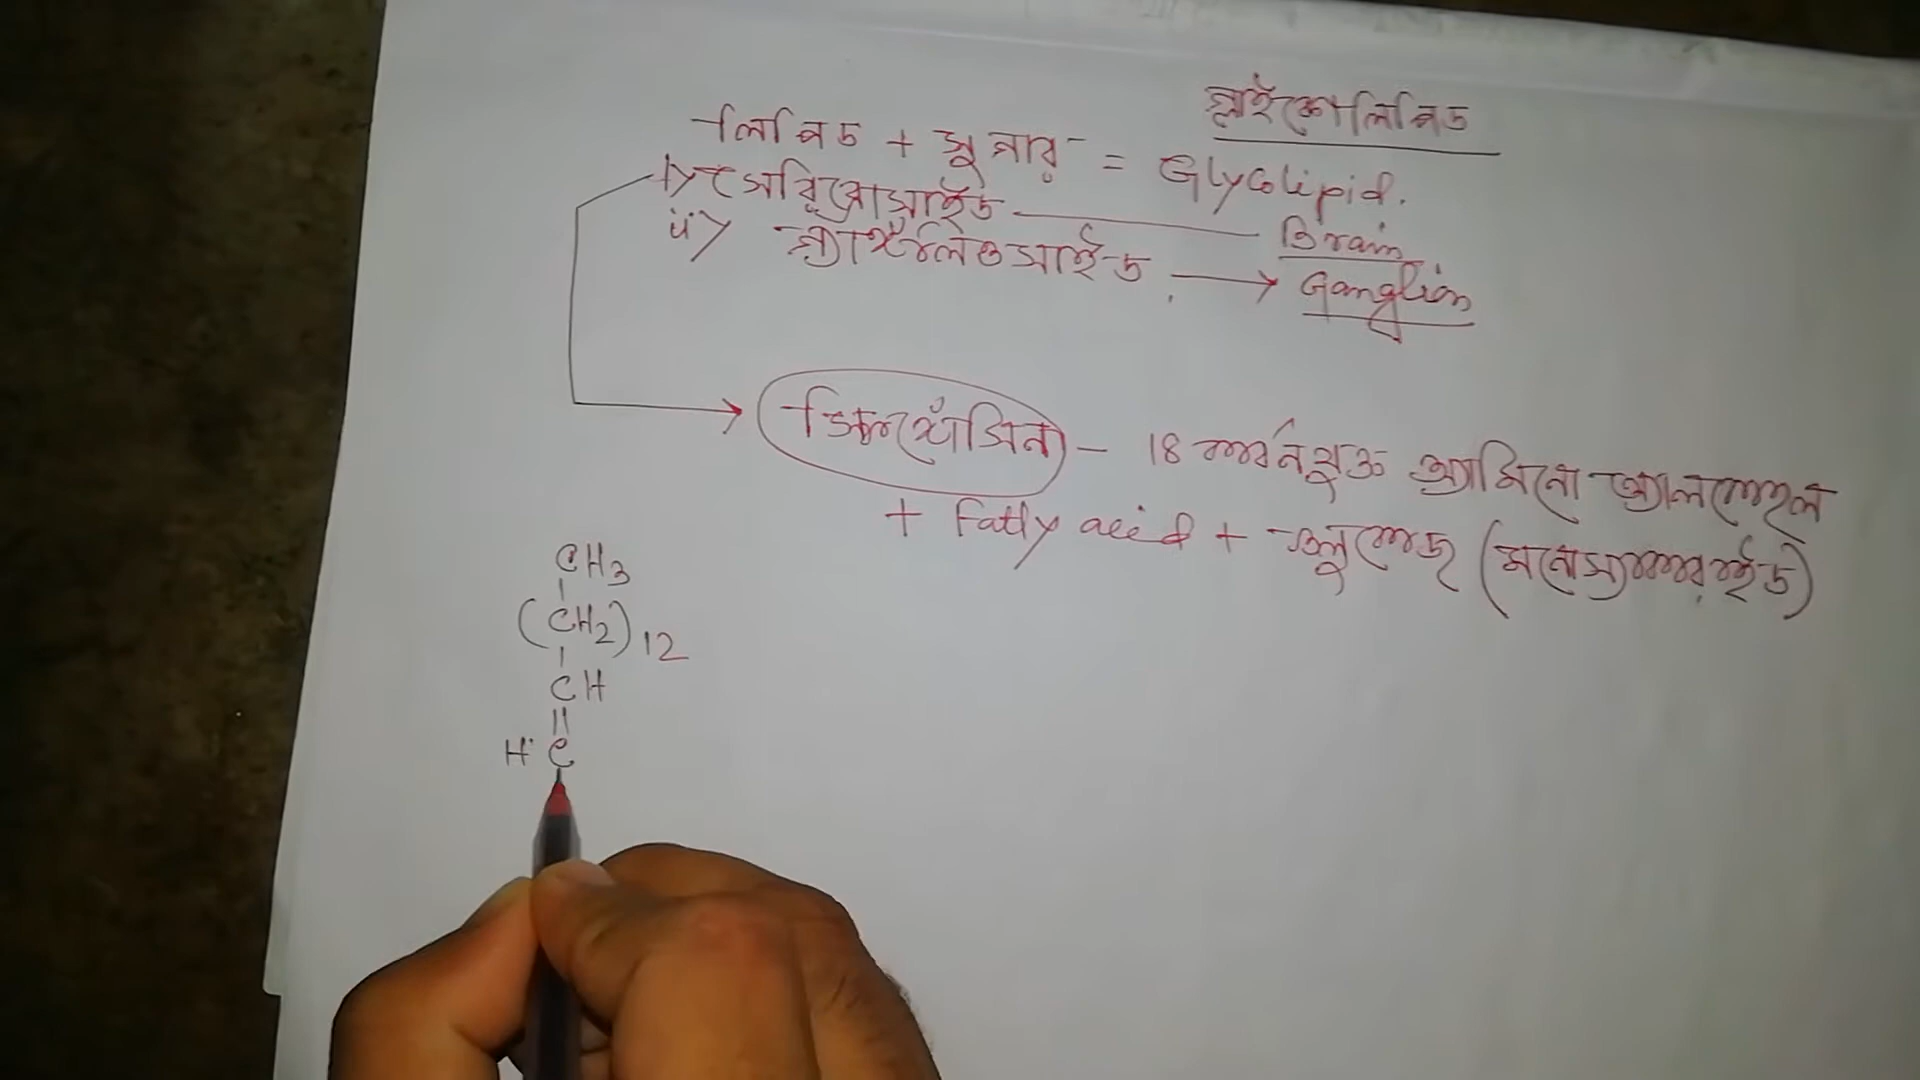 গ্লাইকোলিপিড
লিপিড + সুগার = Glycolipid.
i) সেরিব্রোসাইড — Brain
ii) গ্যাংলিওসাইড → Ganglion
স্ফিংগোসিন – 18 কার্বনযুক্ত অ্যামিনো অ্যালকোহল
+ Fatty acid + গ্লুকোজ (মনোস্যাকারাইড)
CH3
(CH2)12
CH
H C